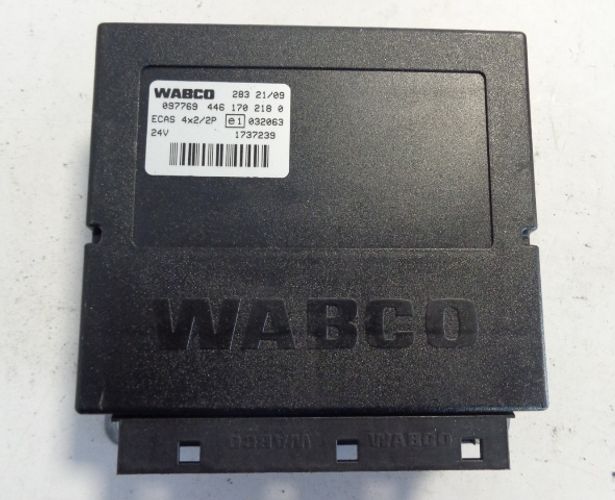 WABCO 283 21/09
097769 446 170 218 0
ECAS 4x2/2P e1 032063
24V 1737239
WABCO
WABCO WABCO